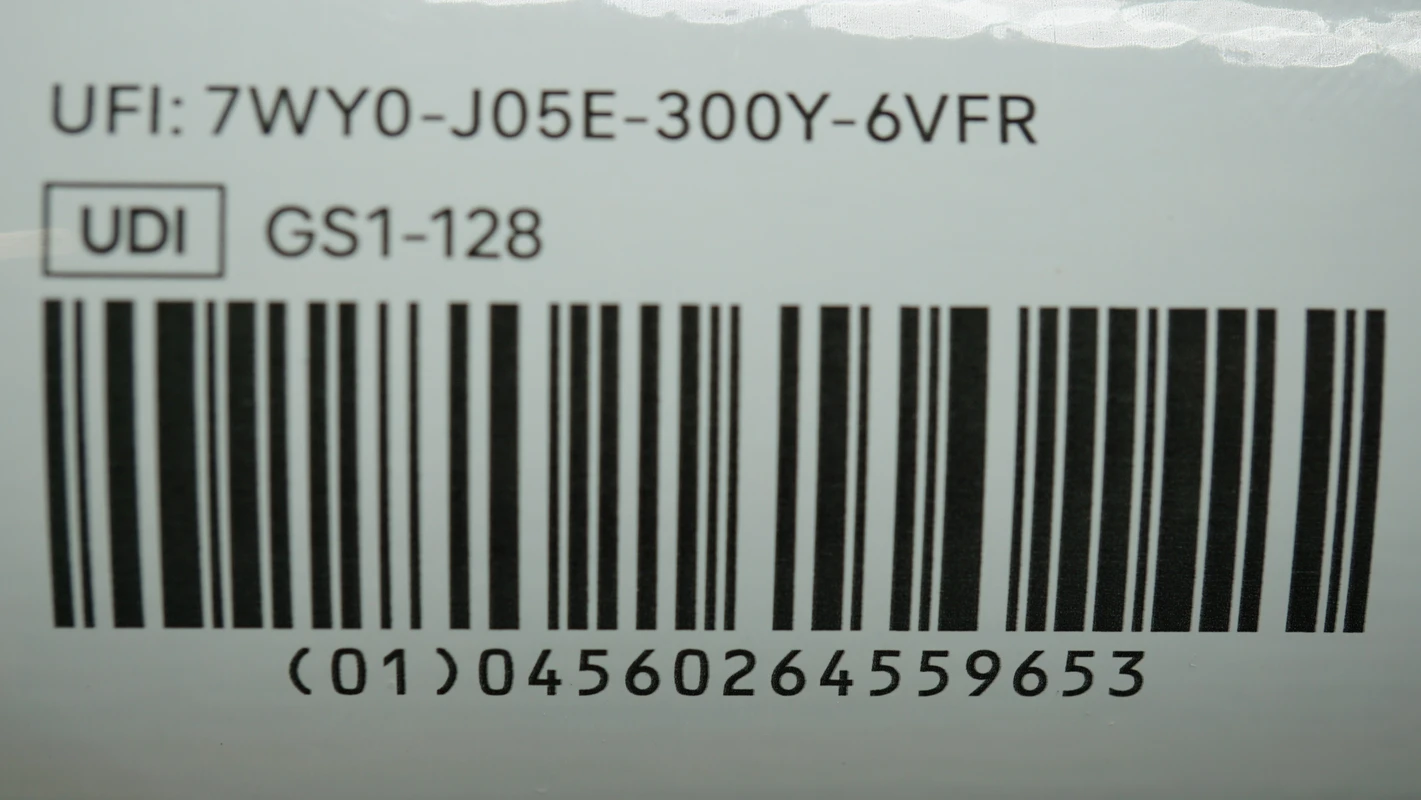 UFI: 7WY0-J05E-300Y-6VFR
UDI GS1-128
(01)04560264559653